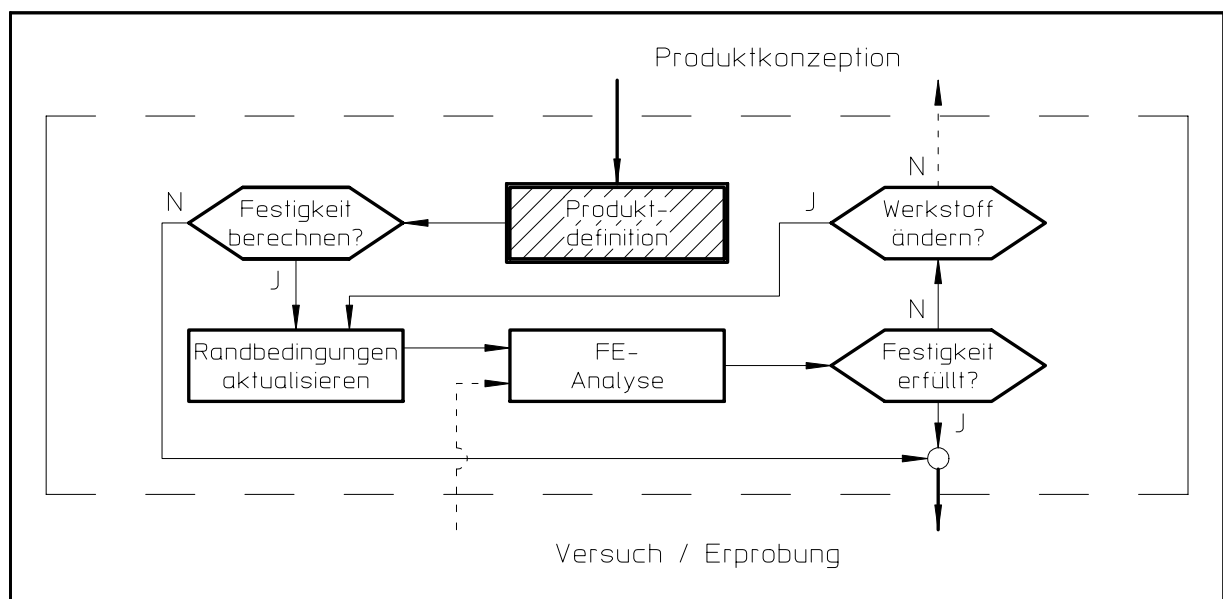 Produktkonzeption
N
Festigkeit
berechnen?
Produkt-
definition
J
N
Werkstoff
ändern?
J
N
Randbedingungen
aktualisieren
FE-
Analyse
Festigkeit
erfüllt?
J
Versuch / Erprobung